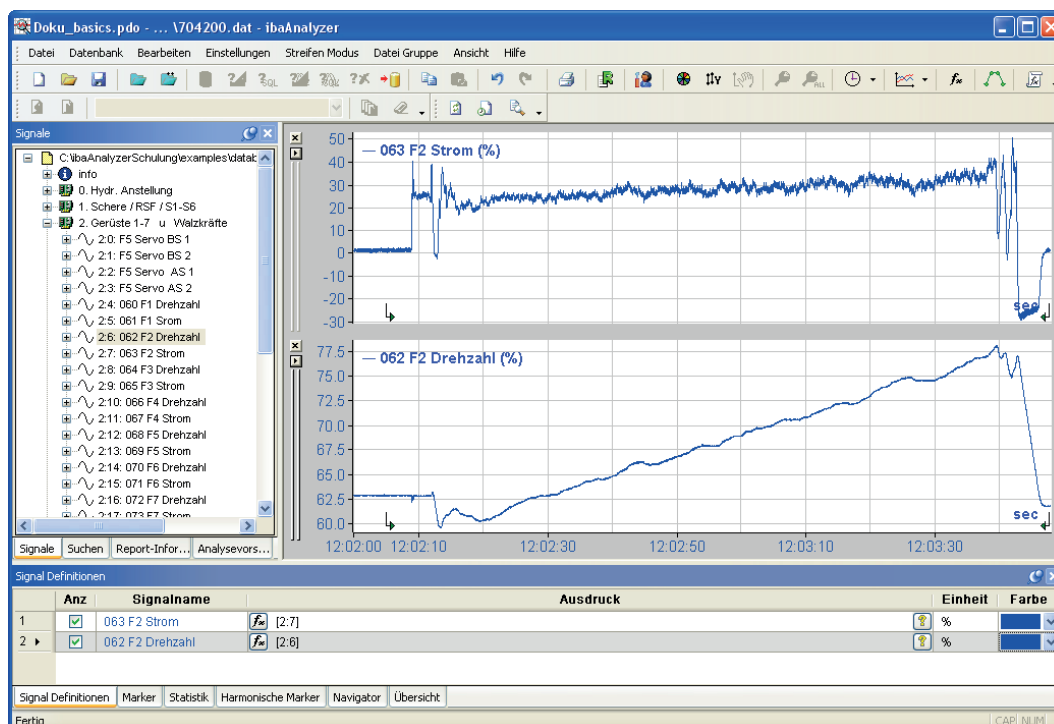 Doku_basics.pdo - ... \704200.dat - ibaAnalyzer
Datei Datenbank Bearbeiten Einstellungen Streifen Modus Datei Gruppe Ansicht Hilfe
Signale
C:\ibaAnalyzerSchulung\examples\datab
info
0. Hydr. Anstellung
1. Schere / RSF / S1-S6
2. Gerüste 1-7 u Walzkräfte
2:0: F5 Servo BS 1
2:1: F5 Servo BS 2
2:2: F5 Servo AS 1
2:3: F5 Servo AS 2
2:4: 060 F1 Drehzahl
2:5: 061 F1 Srom
2:6: 062 F2 Drehzahl
2:7: 063 F2 Strom
2:8: 064 F3 Drehzahl
2:9: 065 F3 Strom
2:10: 066 F4 Drehzahl
2:11: 067 F4 Strom
2:12: 068 F5 Drehzahl
2:13: 069 F5 Strom
2:14: 070 F6 Drehzahl
2:15: 071 F6 Strom
2:16: 072 F7 Drehzahl
2:17: 073 F7 Strom
Signale Suchen Report-Infor... Analysevors...
063 F2 Strom (%)
50
40
30
20
10
0
-10
-20
-30
sec
062 F2 Drehzahl (%)
77.5
75.0
72.5
70.0
67.5
65.0
62.5
60.0
sec
12:02:00 12:02:10 12:02:30 12:02:50 12:03:10 12:03:30
Signal Definitionen
Anz Signalname Ausdruck Einheit Farbe
1 063 F2 Strom fx [2:7] ? %
2 062 F2 Drehzahl fx [2:6] ? %
Signal Definitionen Marker Statistik Harmonische Marker Navigator Übersicht
Fertig CAP NUM